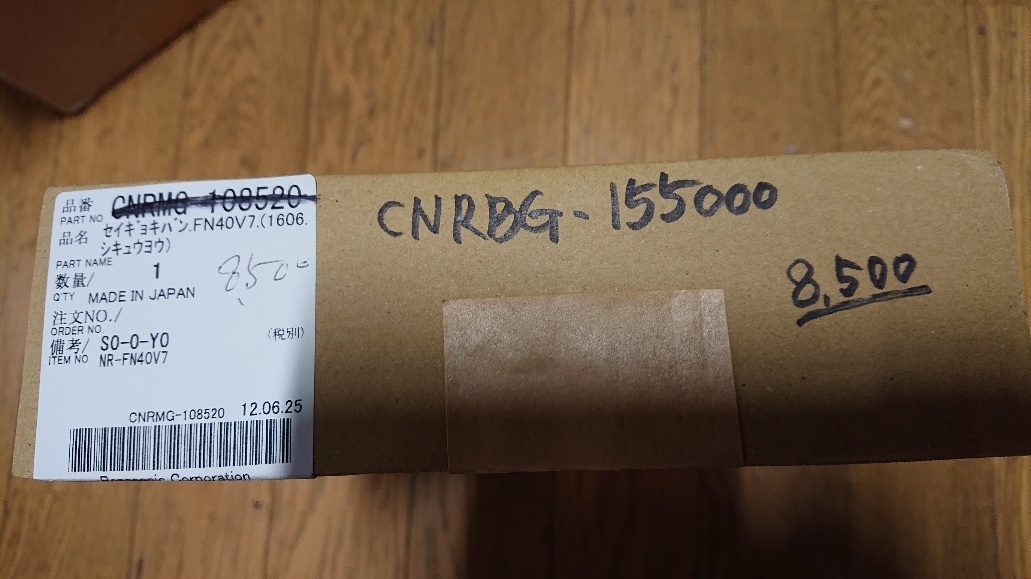 品番 CNRMG-108520
PART NO
品名 セイギョキバン.FN40V7.(1606.
シキュウヨウ)
PART NAME
数量/ 1
Q'TY MADE IN JAPAN
8,500
注文NO./
ORDER NO.
(税別)
備考/ S0-0-Y0
ITEM NO NR-FN40V7
CNRMG-108520 12.06.25
Panasonic Corporation
CNRBG-155000
8,500